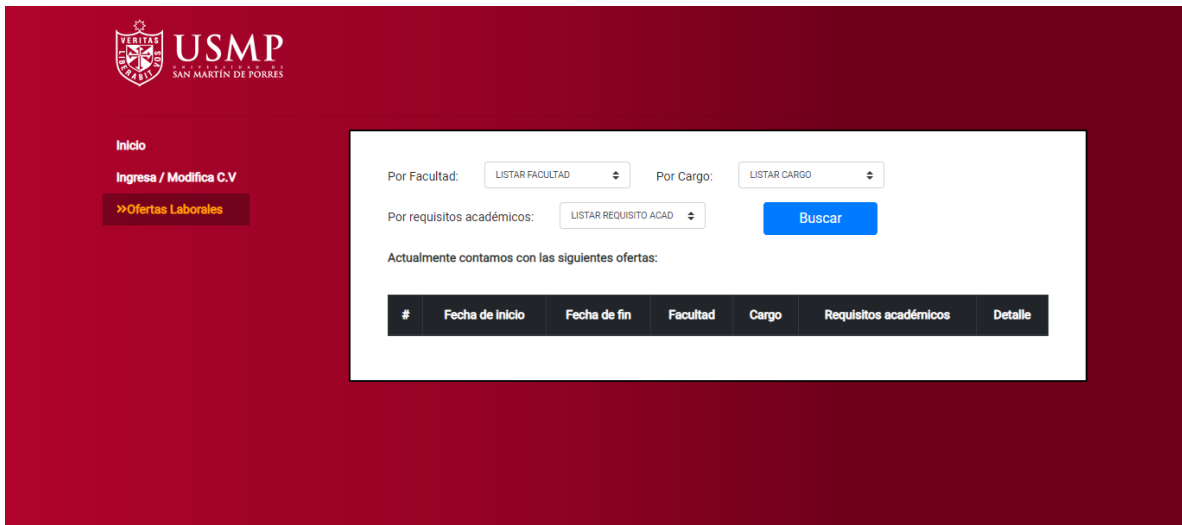 VERITAS
LIBERABIT VOS
USMP
UNIVERSIDAD DE
SAN MARTÍN DE PORRES
Inicio
Ingresa / Modifica C.V
»Ofertas Laborales
Por Facultad: LISTAR FACULTAD Por Cargo: LISTAR CARGO
Por requisitos académicos: LISTAR REQUISITO ACAD Buscar
Actualmente contamos con las siguientes ofertas:
# Fecha de inicio Fecha de fin Facultad Cargo Requisitos académicos Detalle